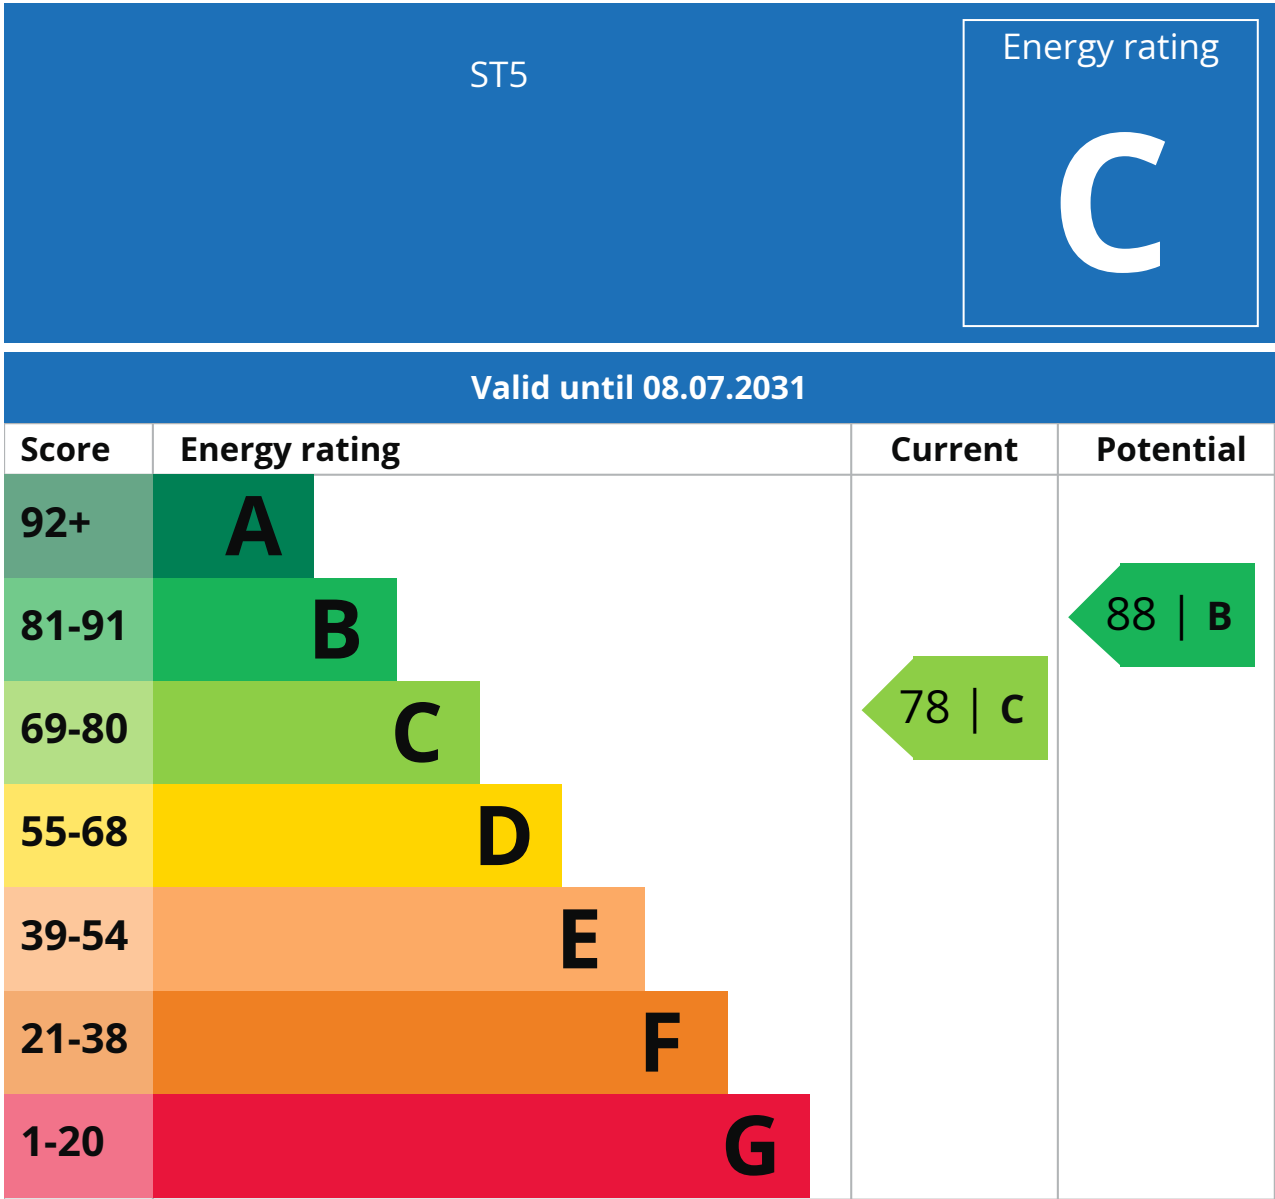 ST5
Energy rating
C
Valid until 08.07.2031
Score Energy rating Current Potential
92+ A
81-91 B 88 | B
69-80 C 78 | C
55-68 D
39-54 E
21-38 F
1-20 G